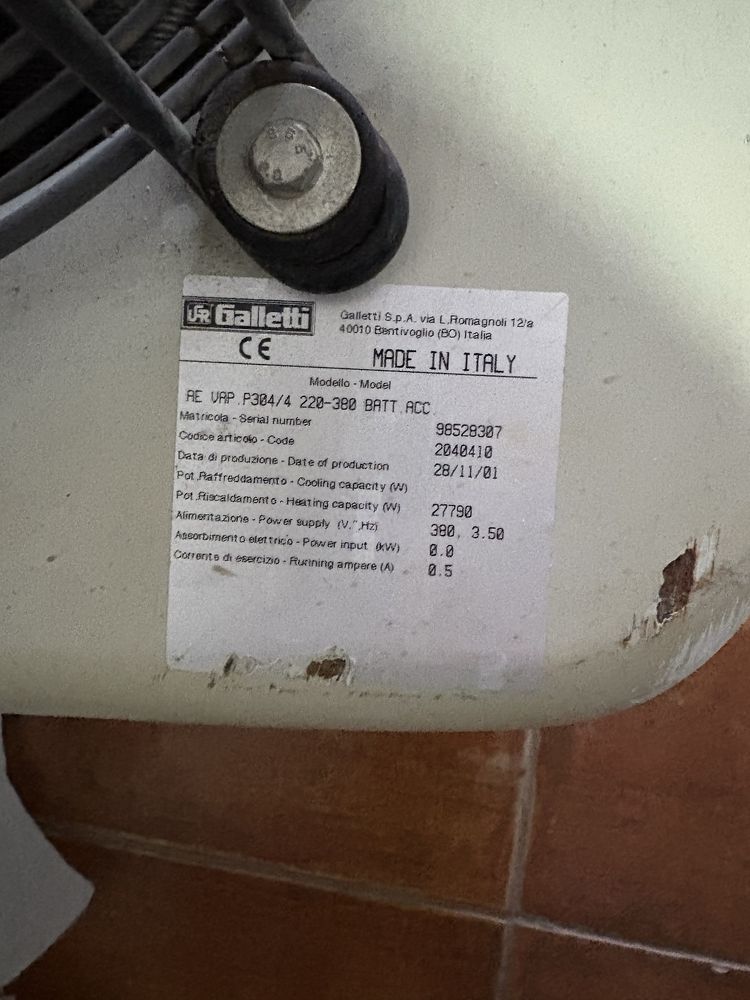 Galletti
Galletti S.p.A. via L.Romagnoli 12/a
40010 Bentivoglio (BO) Italia
CE
MADE IN ITALY
Modello - Model
AE VAP.P304/4 220-380 BATT.ACC.
Matricola - Serial number 98528307
Codice articolo - Code 2040410
Data di produzione - Date of production 28/11/01
Pot.Raffreddamento - Cooling capacity (W)
Pot.Riscaldamento - Heating capacity (W) 27790
Alimentazione - Power supply (V,~,Hz) 380, 3.50
Assorbimento elettrico - Power input (kW) 0.0
Corrente di esercizio - Running ampere (A) 0.5